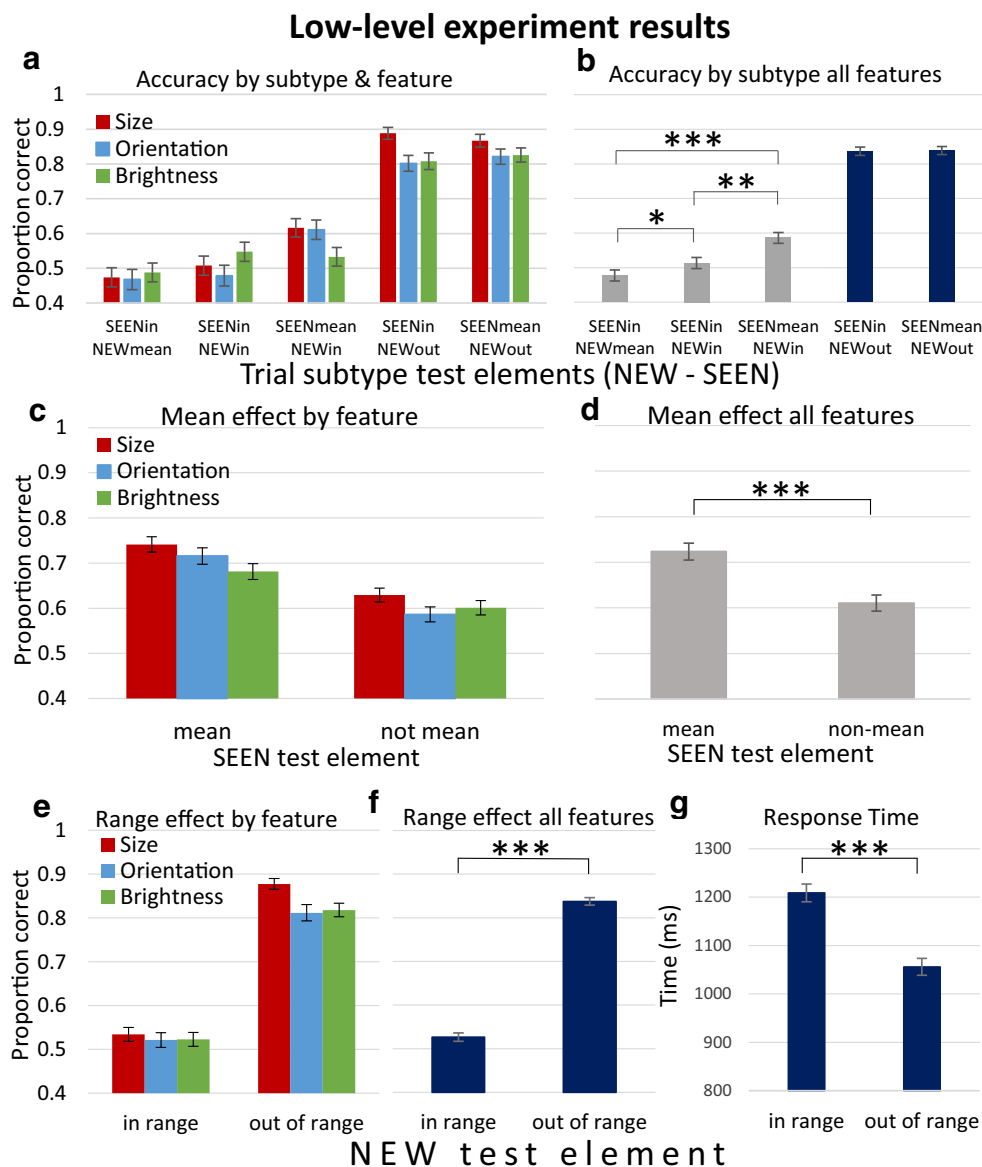 Low-level experiment results
a
Accuracy by subtype & feature
Proportion correct
1
0.9
0.8
0.7
0.6
0.5
0.4
Size
Orientation
Brightness
SEENin
NEWmean
SEENin
NEWin
SEENmean
NEWin
SEENin
NEWout
SEENmean
NEWout
b
Accuracy by subtype all features
***
**
*
SEENin
NEWmean
SEENin
NEWin
SEENmean
NEWin
SEENin
NEWout
SEENmean
NEWout
Trial subtype test elements (NEW - SEEN)
c
Mean effect by feature
Proportion correct
1
0.9
0.8
0.7
0.6
0.5
0.4
Size
Orientation
Brightness
mean
not mean
SEEN test element
d
Mean effect all features
***
mean
non-mean
SEEN test element
e
Range effect by feature
Proportion correct
1
0.9
0.8
0.7
0.6
0.5
0.4
Size
Orientation
Brightness
in range
out of range
f
Range effect all features
***
in range
out of range
g
Response Time
Time (ms)
1300
1200
1100
1000
900
800
***
in range
out of range
NEW test element